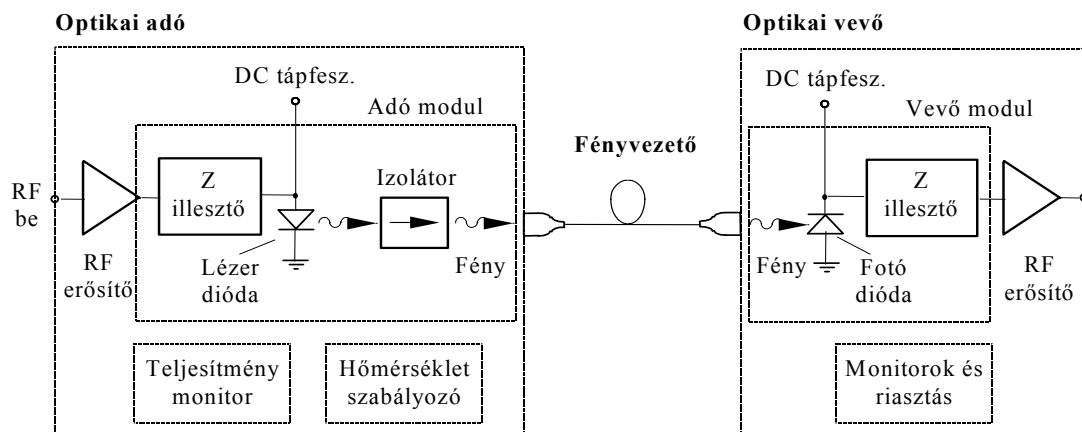 Optikai adó
Optikai vevő
DC tápfesz.
Adó modul
RF
be
RF
erősítő
Z
illesztő
Lézer
dióda
Izolátor
Fény
Teljesítmény
monitor
Hőmérséklet
szabályozó
Fényvezető
DC tápfesz.
Vevő modul
Fény
Fotó
dióda
Z
illesztő
RF
erősítő
Monitorok és
riasztás